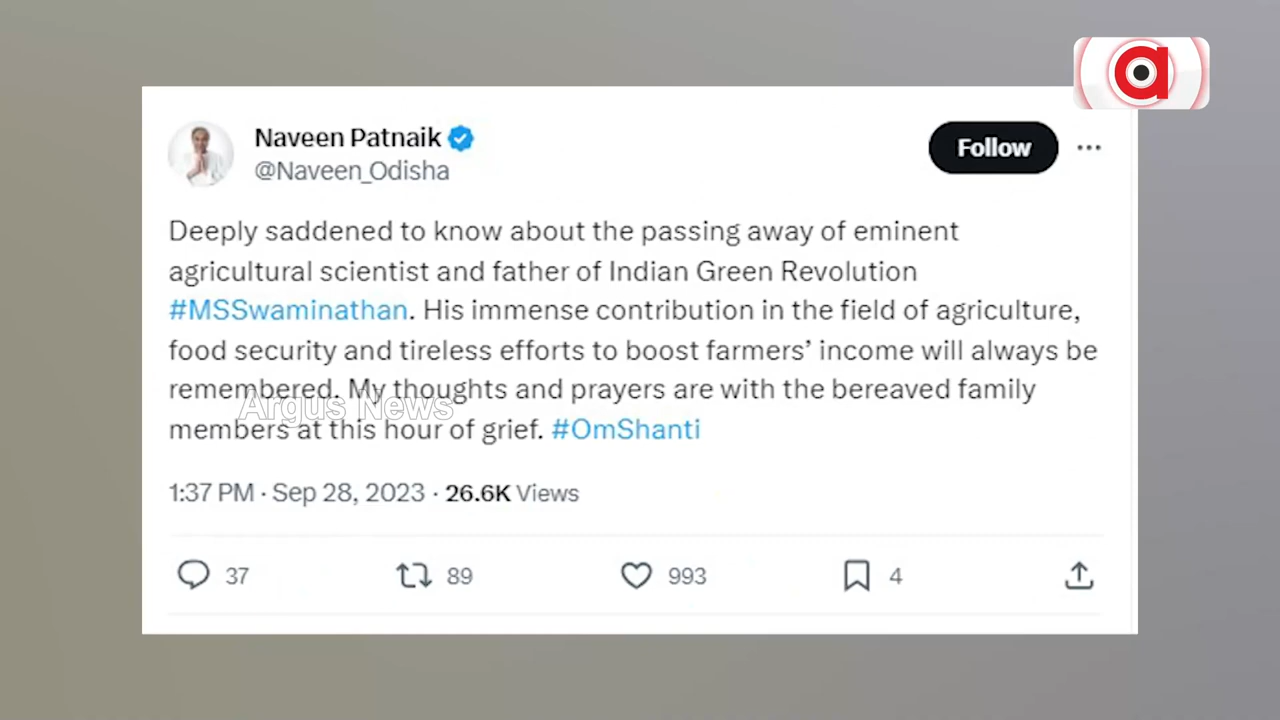 a
Naveen Patnaik
@Naveen_Odisha
Follow
Deeply saddened to know about the passing away of eminent
agricultural scientist and father of Indian Green Revolution
#MSSwaminathan. His immense contribution in the field of agriculture,
food security and tireless efforts to boost farmers’ income will always be
remembered. My thoughts and prayers are with the bereaved family
Argus News
members at this hour of grief. #OmShanti
1:37 PM · Sep 28, 2023 · 26.6K Views
37 89 993 4